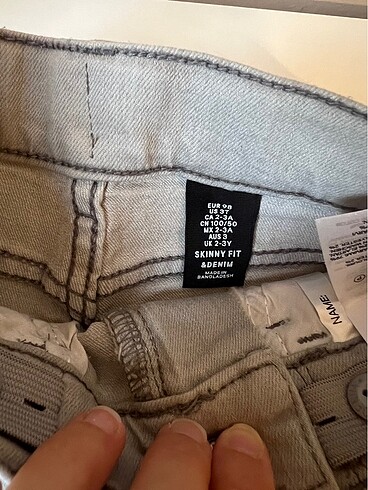 EUR 98
US 3T
CA 2-3A
CN 100/50
MX 2-3A
AUS 3
UK 2-3Y
SKINNY FIT
&DENIM
MADE IN
BANGLADESH
NAME: